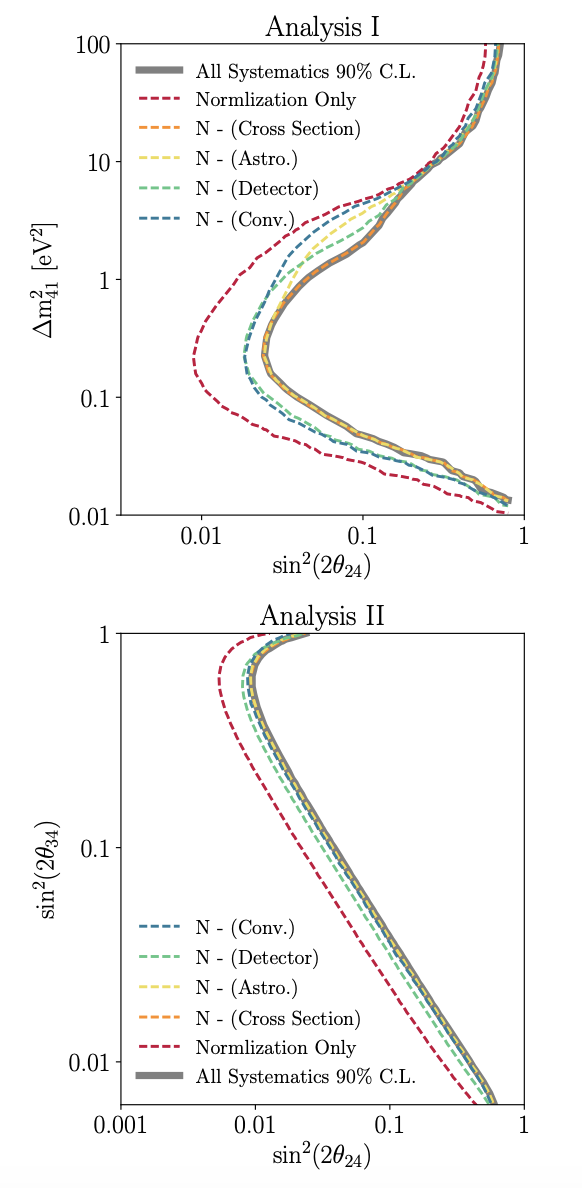 Analysis I
100
10
1
0.1
0.01
Δm²₄₁ [eV²]
All Systematics 90% C.L.
Normlization Only
N - (Cross Section)
N - (Astro.)
N - (Detector)
N - (Conv.)
0.01 0.1 1
sin²(2θ₂₄)
Analysis II
1
0.1
0.01
sin²(2θ₃₄)
N - (Conv.)
N - (Detector)
N - (Astro.)
N - (Cross Section)
Normlization Only
All Systematics 90% C.L.
0.001 0.01 0.1 1
sin²(2θ₂₄)